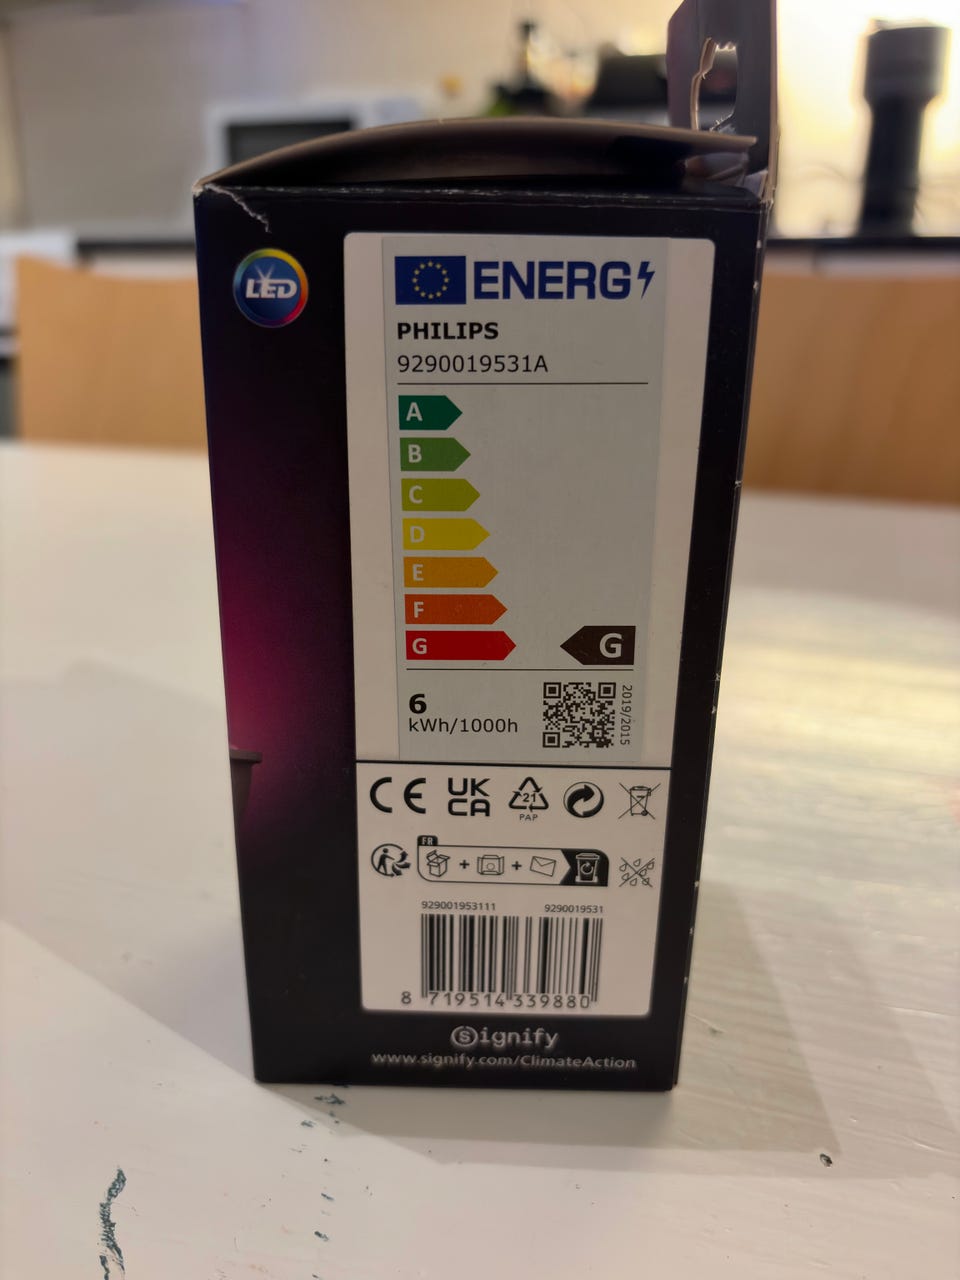 LED
ENERG
PHILIPS
9290019531A
A
B
C
D
E
F
G
G
6
kWh/1000h
2019/2015
CE
UK
CA
21
PAP
FR
929001953111
9290019531
8 719514 339880
Signify
www.signify.com/ClimateAction